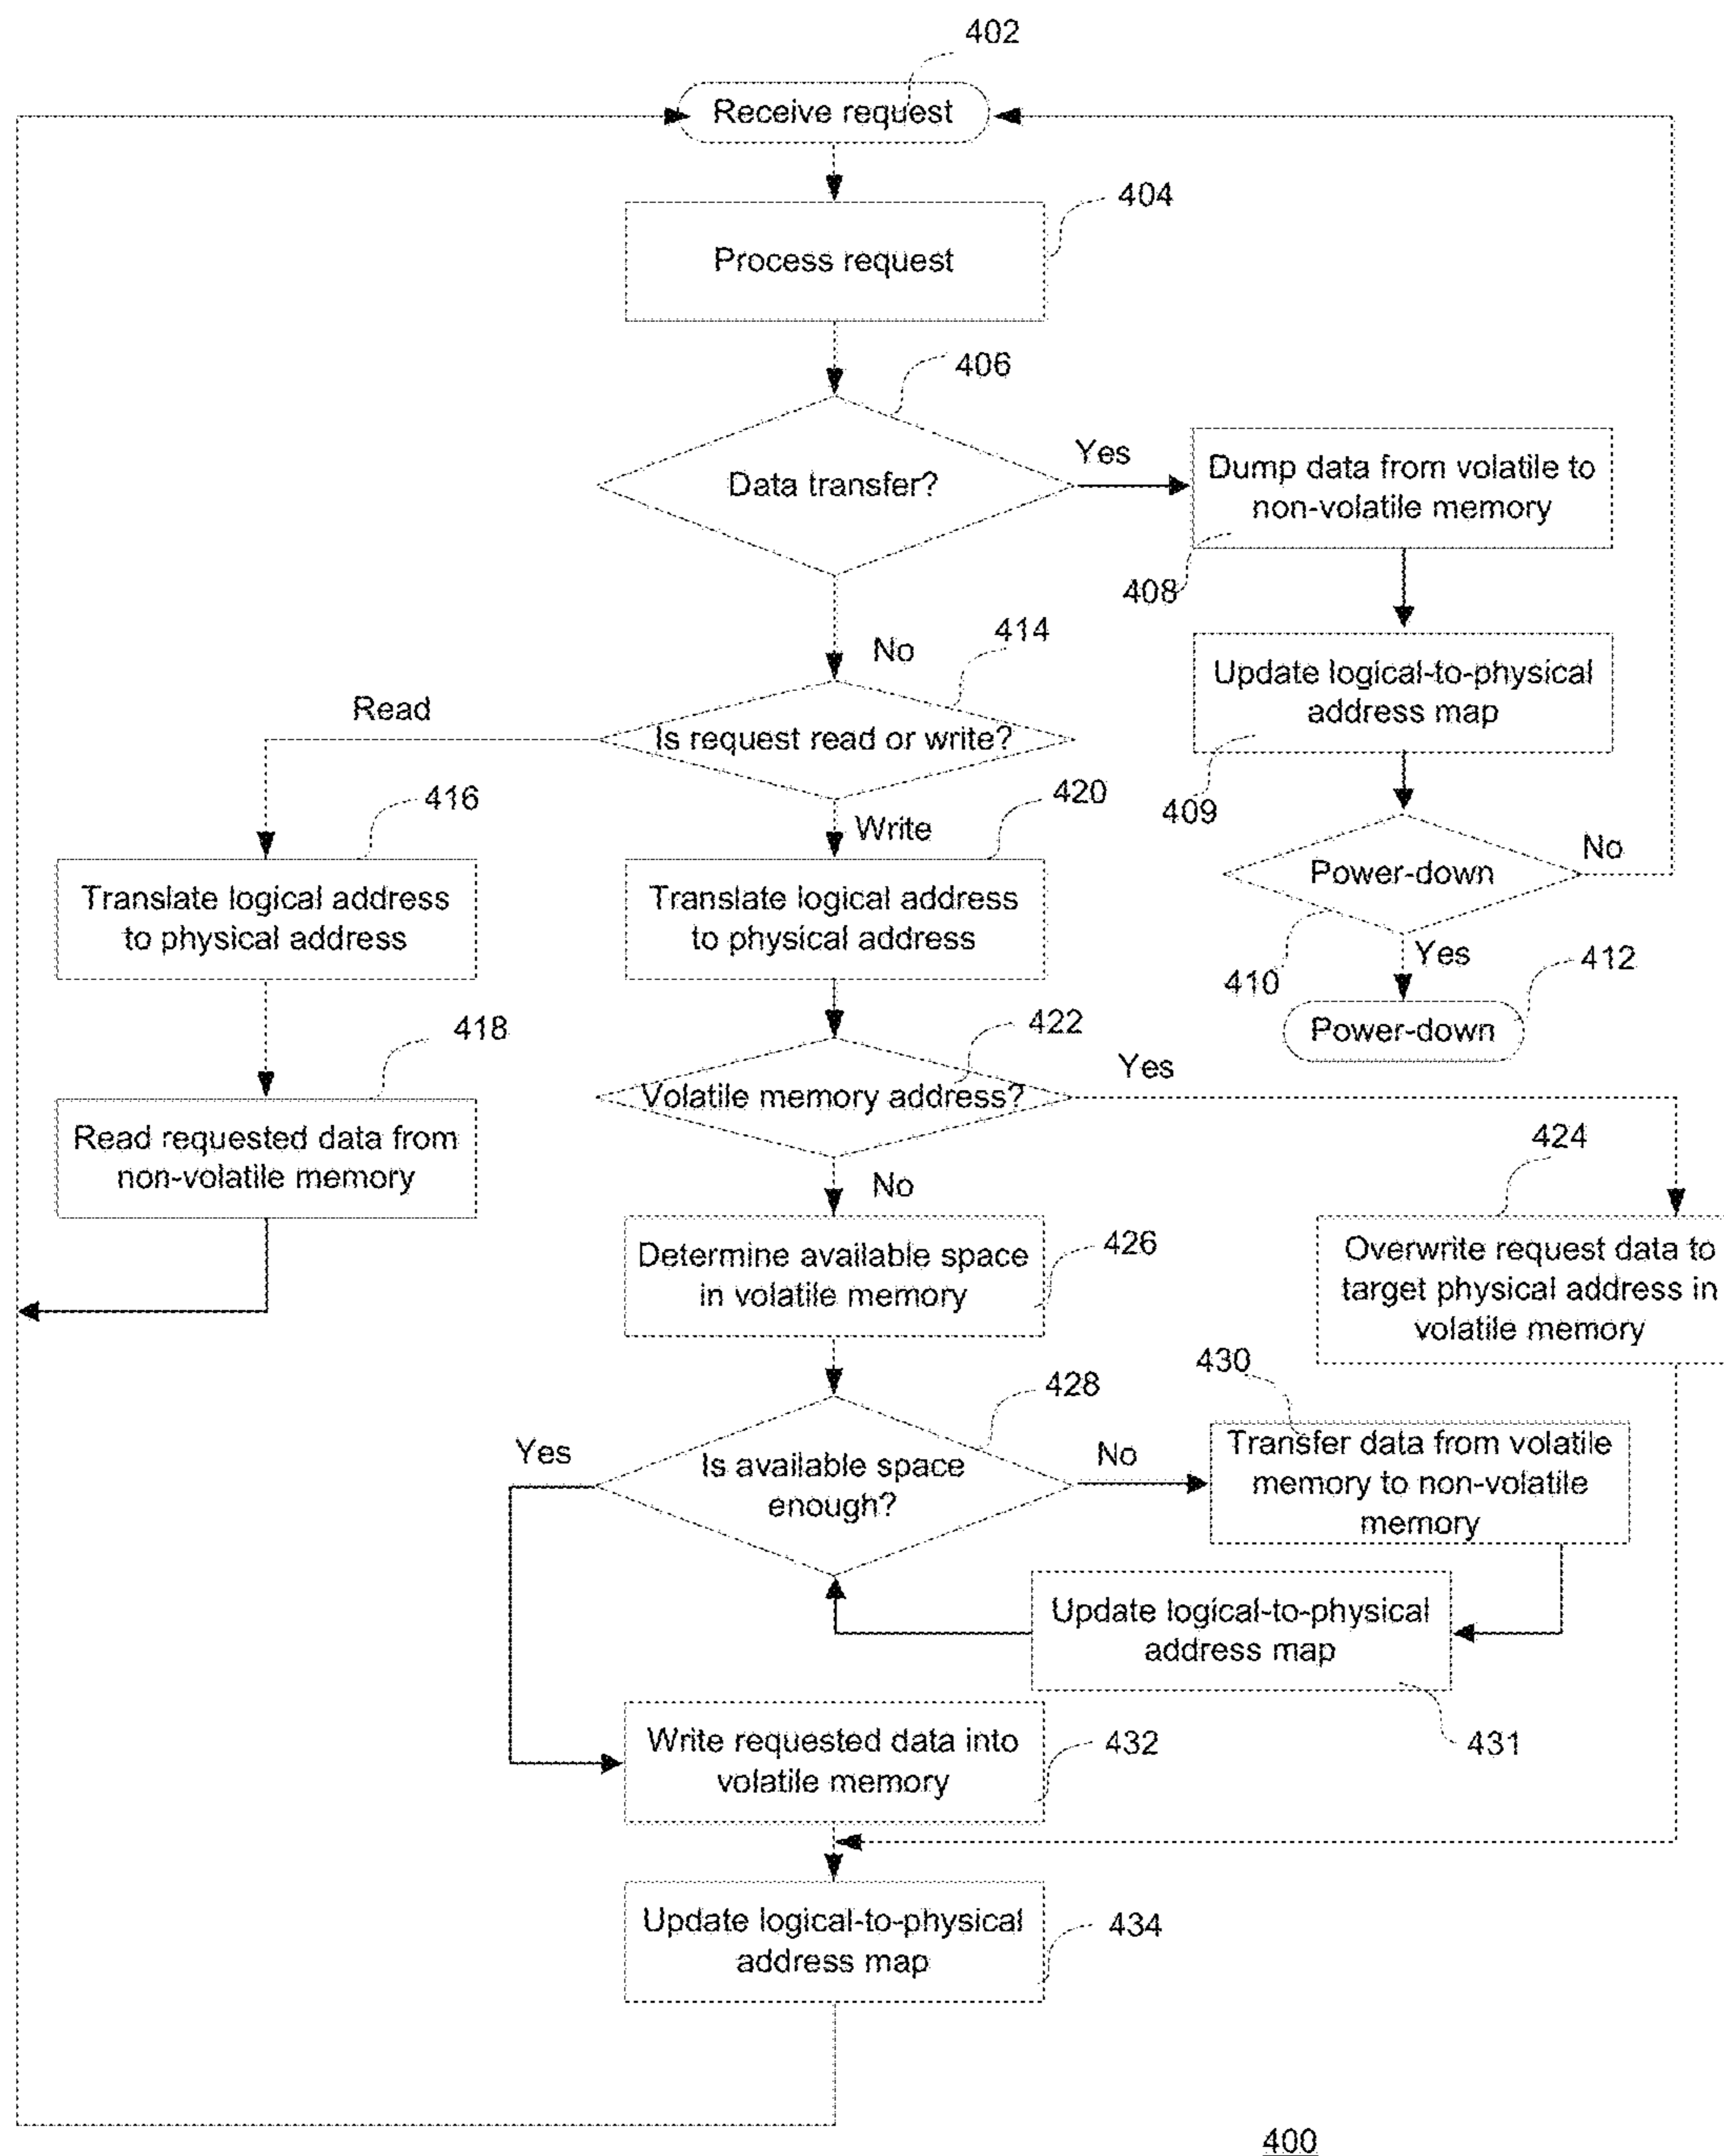 402
Receive request
404
Process request
406
Data transfer?
Yes
Dump data from volatile to
non-volatile memory
408
No
414
Update logical-to-physical
address map
409
Read
Is request read or write?
416
420
Write
Power-down
No
410
Yes
412
Power-down
Translate logical address
to physical address
Translate logical address
to physical address
418
422
Yes
Volatile memory address?
Read requested data from
non-volatile memory
424
No
Determine available space
in volatile memory
426
Overwrite request data to
target physical address in
volatile memory
430
428
Yes
Is available space
enough?
No
Transfer data from volatile
memory to non-volatile
memory
Update logical-to-physical
address map
431
Write requested data into
volatile memory
432
Update logical-to-physical
address map
434
400